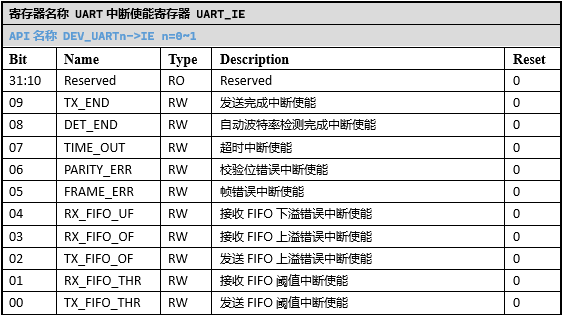 寄存器名称 UART 中断使能寄存器 UART_IE
API 名称 DEV_UARTn->IE n=0~1
Bit Name Type Description Reset
31:10 Reserved RO Reserved 0
09 TX_END RW 发送完成中断使能 0
08 DET_END RW 自动波特率检测完成中断使能 0
07 TIME_OUT RW 超时中断使能 0
06 PARITY_ERR RW 校验位错误中断使能 0
05 FRAME_ERR RW 帧错误中断使能 0
04 RX_FIFO_UF RW 接收 FIFO 下溢错误中断使能 0
03 RX_FIFO_OF RW 接收 FIFO 上溢错误中断使能 0
02 TX_FIFO_OF RW 发送 FIFO 上溢错误中断使能 0
01 RX_FIFO_THR RW 接收 FIFO 阈值中断使能 0
00 TX_FIFO_THR RW 发送 FIFO 阈值中断使能 0